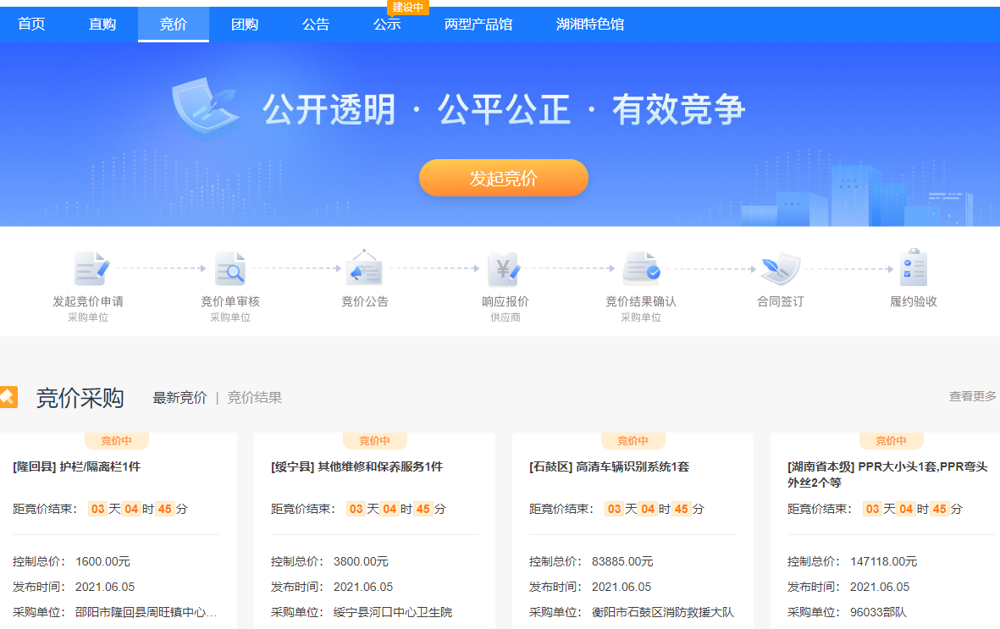 建设中
首页 直购 竞价 团购 公告 公示 两型产品馆 湖湘特色馆
公开透明 · 公平公正 · 有效竞争
发起竞价
发起竞价申请 竞价单审核 竞价公告 响应报价 竞价结果确认 合同签订 履约验收
采购单位 采购单位 供应商 采购单位
竞价采购 最新竞价 | 竞价结果 查看更多
竞价中
[隆回县] 护栏/隔离栏1件
距竞价结束： 03 天 04 时 45 分
控制总价： 1600.00元
发布时间： 2021.06.05
采购单位： 邵阳市隆回县周旺镇中心...
竞价中
[绥宁县] 其他维修和保养服务1件
距竞价结束： 03 天 04 时 45 分
控制总价： 3800.00元
发布时间： 2021.06.05
采购单位： 绥宁县河口中心卫生院
竞价中
[石鼓区] 高清车辆识别系统1套
距竞价结束： 03 天 04 时 45 分
控制总价： 83885.00元
发布时间： 2021.06.05
采购单位： 衡阳市石鼓区消防救援大队
竞价中
[湖南省本级] PPR大小头1套,PPR弯头
外丝2个等
距竞价结束： 03 天 04 时 45 分
控制总价： 147118.00元
发布时间： 2021.06.05
采购单位： 96033部队